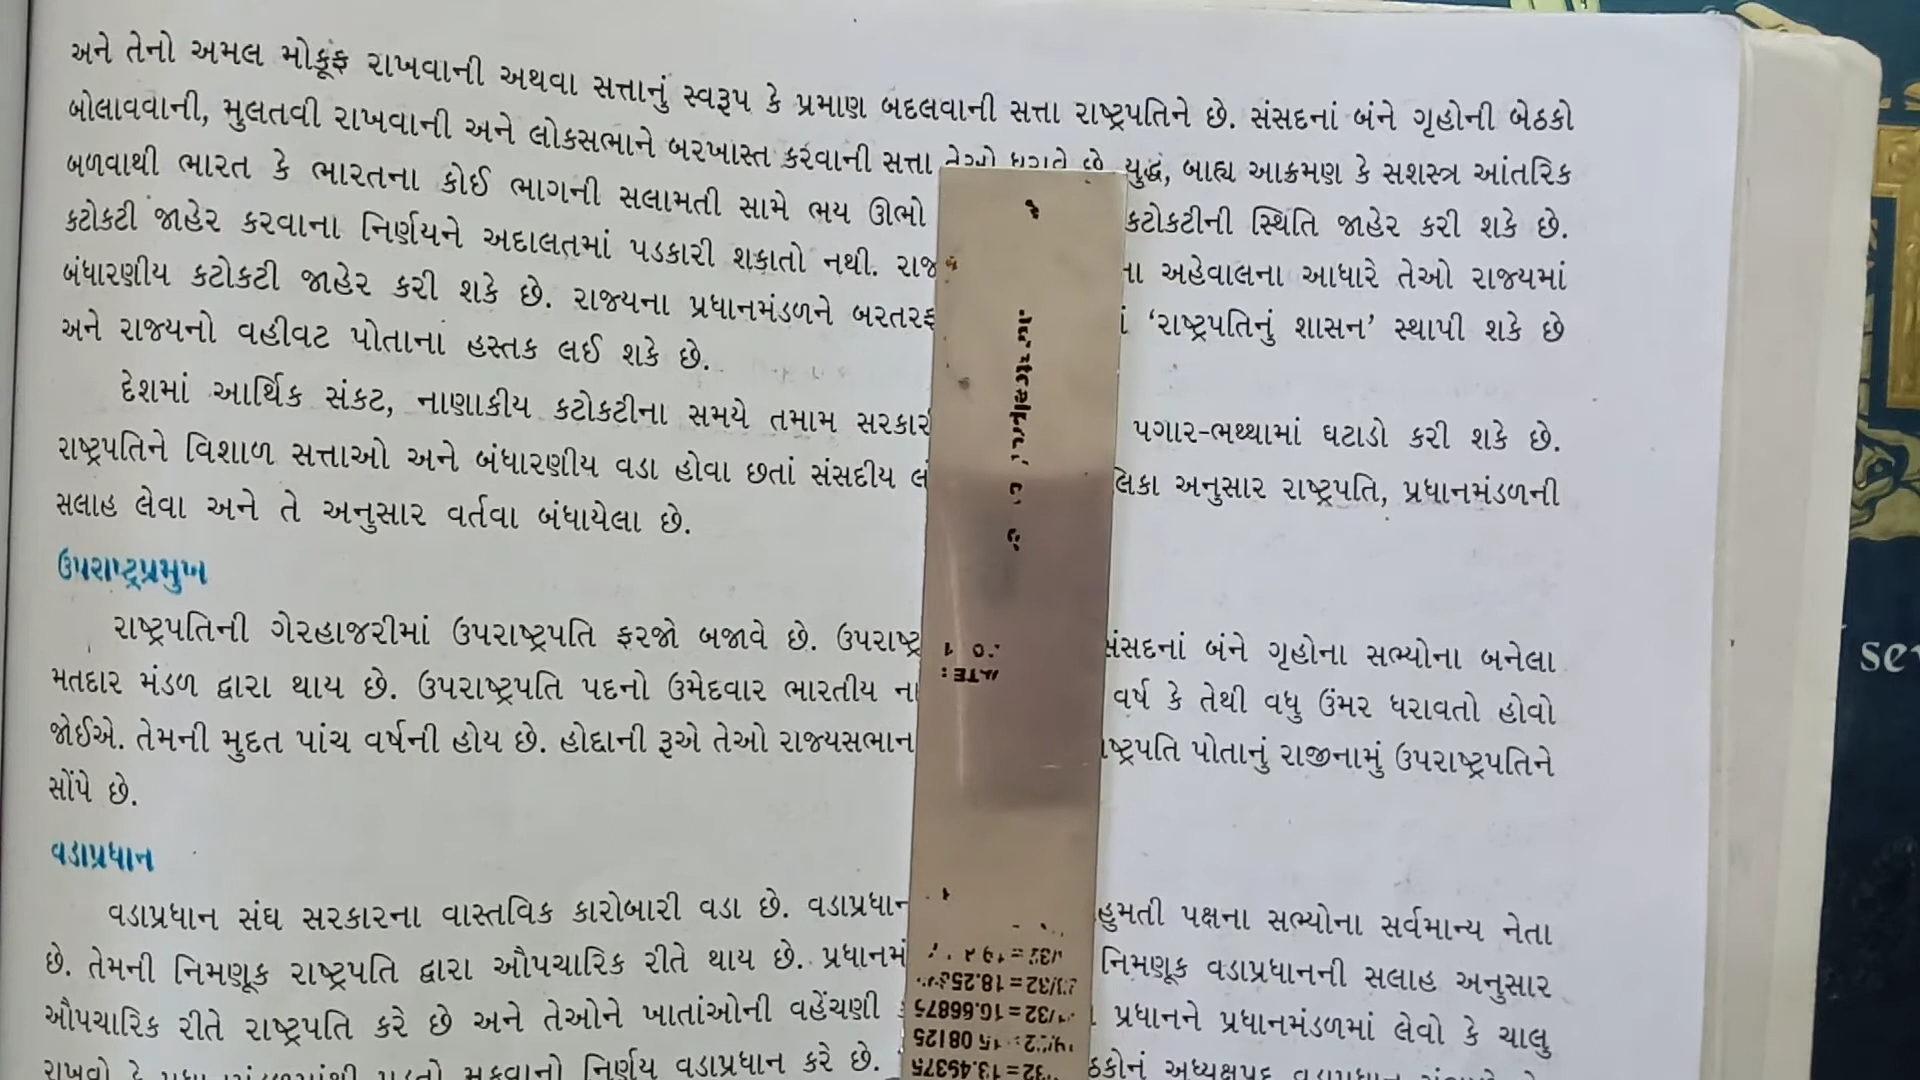 અને તેનો અમલ મોકૂફ રાખવાની અથવા સત્તાનું સ્વરૂપ કે પ્રમાણ બદલવાની સત્તા રાષ્ટ્રપતિને છે. સંસદનાં બંને ગૃહોની બેઠકો
બોલાવવાની, મુલતવી રાખવાની અને લોકસભાને બરખાસ્ત કરવાની સત્તા તેઓ ધરાવે છે. યુદ્ધ, બાહ્ય આક્રમણ કે સશસ્ત્ર આંતરિક
બળવાથી ભારત કે ભારતના કોઈ ભાગની સલામતી સામે ભય ઊભો કટોકટીની સ્થિતિ જાહેર કરી શકે છે.
કટોકટી જાહેર કરવાના નિર્ણયને અદાલતમાં પડકારી શકાતો નથી. અહેવાલના આધારે તેઓ રાજ્યમાં
બંધારણીય કટોકટી જાહેર કરી શકે છે. રાજ્યના પ્રધાનમંડળને બરતરફ ‘રાષ્ટ્રપતિનું શાસન’ સ્થાપી શકે છે
અને રાજ્યનો વહીવટ પોતાનાં હસ્તક લઈ શકે છે.
દેશમાં આર્થિક સંકટ, નાણાકીય કટોકટીના સમયે તમામ પગાર-ભથ્થામાં ઘટાડો કરી શકે છે.
રાષ્ટ્રપતિને વિશાળ સત્તાઓ અને બંધારણીય વડા હોવા છતાં સંસદીય અનુસાર રાષ્ટ્રપતિ, પ્રધાનમંડળની
સલાહ લેવા અને તે અનુસાર વર્તવા બંધાયેલા છે.
ઉપરાષ્ટ્રપ્રમુખ
રાષ્ટ્રપતિની ગેરહાજરીમાં ઉપરાષ્ટ્રપતિ ફરજો બજાવે છે. સંસદનાં બંને ગૃહોના સભ્યોના બનેલા
મતદાર મંડળ દ્વારા થાય છે. ઉપરાષ્ટ્રપતિ પદનો ઉમેદવાર ભારતીય વર્ષ કે તેથી વધુ ઉંમર ધરાવતો હોવો
જોઈએ. તેમની મુદત પાંચ વર્ષની હોય છે. હોદ્દાની રૂએ તેઓ પોતાનું રાજીનામું ઉપરાષ્ટ્રપતિને
સોંપે છે.
વડાપ્રધાન
વડાપ્રધાન સંઘ સરકારના વાસ્તવિક કારોબારી વડા છે. પક્ષના સભ્યોના સર્વમાન્ય નેતા
છે. તેમની નિમણૂક રાષ્ટ્રપતિ દ્વારા ઔપચારિક રીતે થાય છે. નિમણૂક વડાપ્રધાનની સલાહ અનુસાર
ઔપચારિક રીતે રાષ્ટ્રપતિ કરે છે અને તેઓને ખાતાંઓની વહેંચણી પ્રધાનને પ્રધાનમંડળમાં લેવો કે ચાલુ
નિર્ણય વડાપ્રધાન કરે છે.